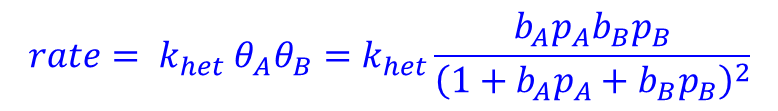 rate = k_het θ_A θ_B = k_het b_A p_A b_B p_B / (1 + b_A p_A + b_B p_B)²